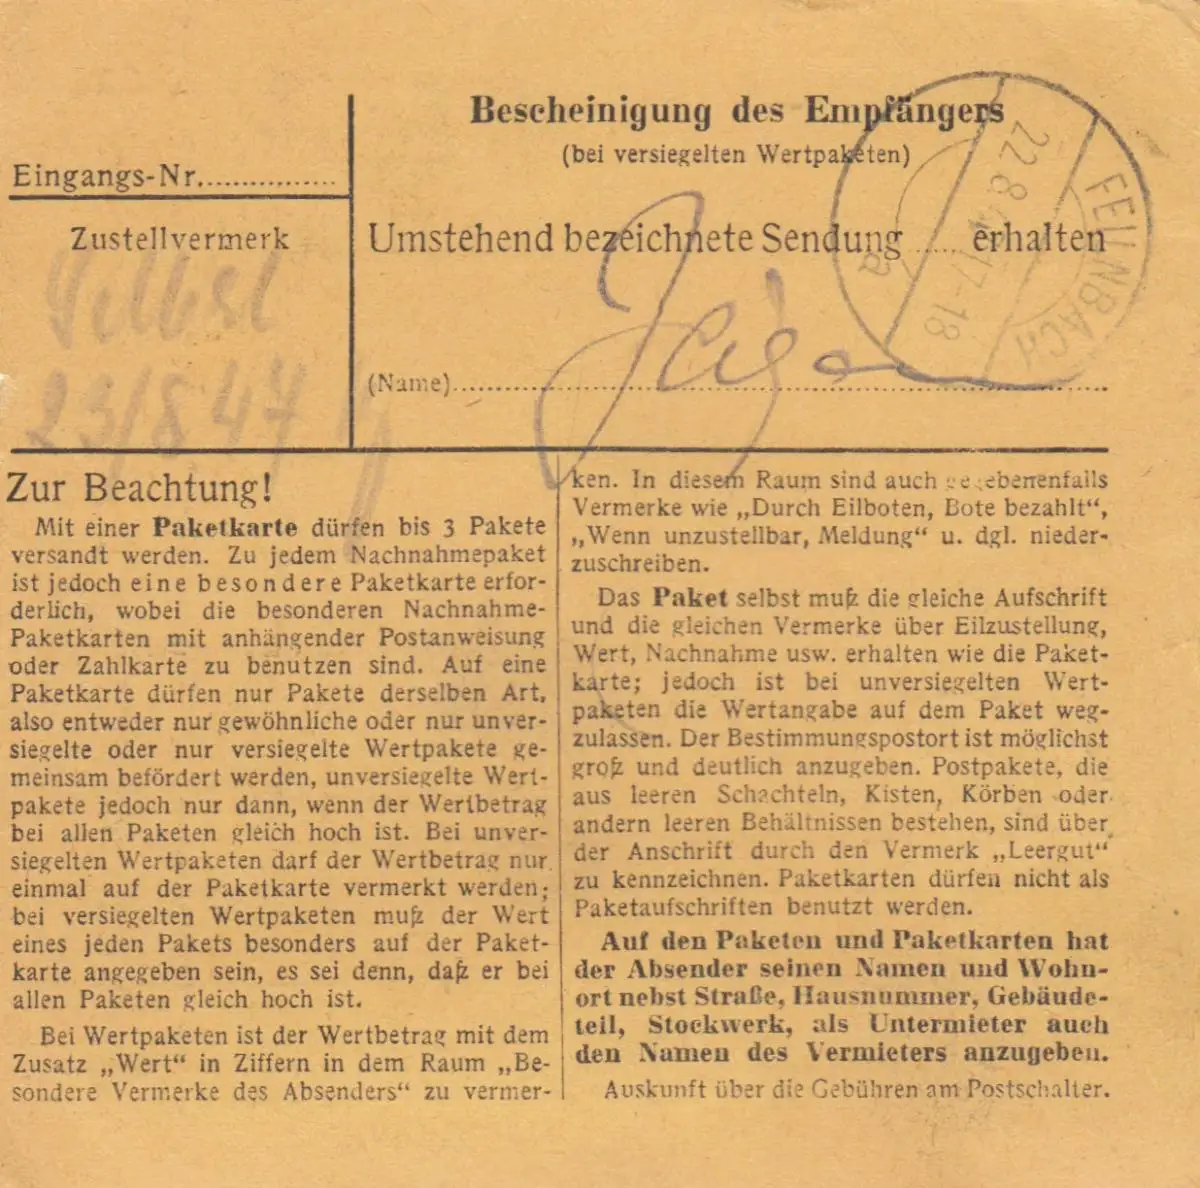 Bescheinigung des Empfängers
(bei versiegelten Wertpaketen)
Eingangs-Nr...............
Zustellvermerk
Selbst
23/8 47
Umstehend bezeichnete Sendung ..... erhalten
(Name)
22.8.47.17-18
FELLNBACH
a
Zur Beachtung!
Mit einer Paketkarte dürfen bis 3 Pakete
versandt werden. Zu jedem Nachnahmepaket
ist jedoch eine besondere Paketkarte erfor-
derlich, wobei die besonderen Nachnahme-
Paketkarten mit anhängender Postanweisung
oder Zahlkarte zu benutzen sind. Auf eine
Paketkarte dürfen nur Pakete derselben Art,
also entweder nur gewöhnliche oder nur unver-
siegelte oder nur versiegelte Wertpakete ge-
meinsam befördert werden, unversiegelte Wert-
pakete jedoch nur dann, wenn der Wertbetrag
bei allen Paketen gleich hoch ist. Bei unver-
siegelten Wertpaketen darf der Wertbetrag nur
einmal auf der Paketkarte vermerkt werden;
bei versiegelten Wertpaketen muß der Wert
eines jeden Pakets besonders auf der Paket-
karte angegeben sein, es sei denn, daß er bei
allen Paketen gleich hoch ist.
Bei Wertpaketen ist der Wertbetrag mit dem
Zusatz „Wert“ in Ziffern in dem Raum „Be-
sondere Vermerke des Absenders“ zu vermer-
ken. In diesem Raum sind auch gegebenenfalls
Vermerke wie „Durch Eilboten, Bote bezahlt“,
„Wenn unzustellbar, Meldung“ u. dgl. nieder-
zuschreiben.
Das Paket selbst muß die gleiche Aufschrift
und die gleichen Vermerke über Eilzustellung,
Wert, Nachnahme usw. erhalten wie die Paket-
karte; jedoch ist bei unversiegelten Wert-
paketen die Wertangabe auf dem Paket weg-
zulassen. Der Bestimmungspostort ist möglichst
groß und deutlich anzugeben. Postpakete, die
aus leeren Schachteln, Kisten, Körben oder
andern leeren Behältnissen bestehen, sind über
der Anschrift durch den Vermerk „Leergut“
zu kennzeichnen. Paketkarten dürfen nicht als
Paketaufschriften benutzt werden.
Auf den Paketen und Paketkarten hat
der Absender seinen Namen und Wohn-
ort nebst Straße, Hausnummer, Gebäude-
teil, Stockwerk, als Untermieter auch
den Namen des Vermieters anzugeben.
Auskunft über die Gebühren am Postschalter.